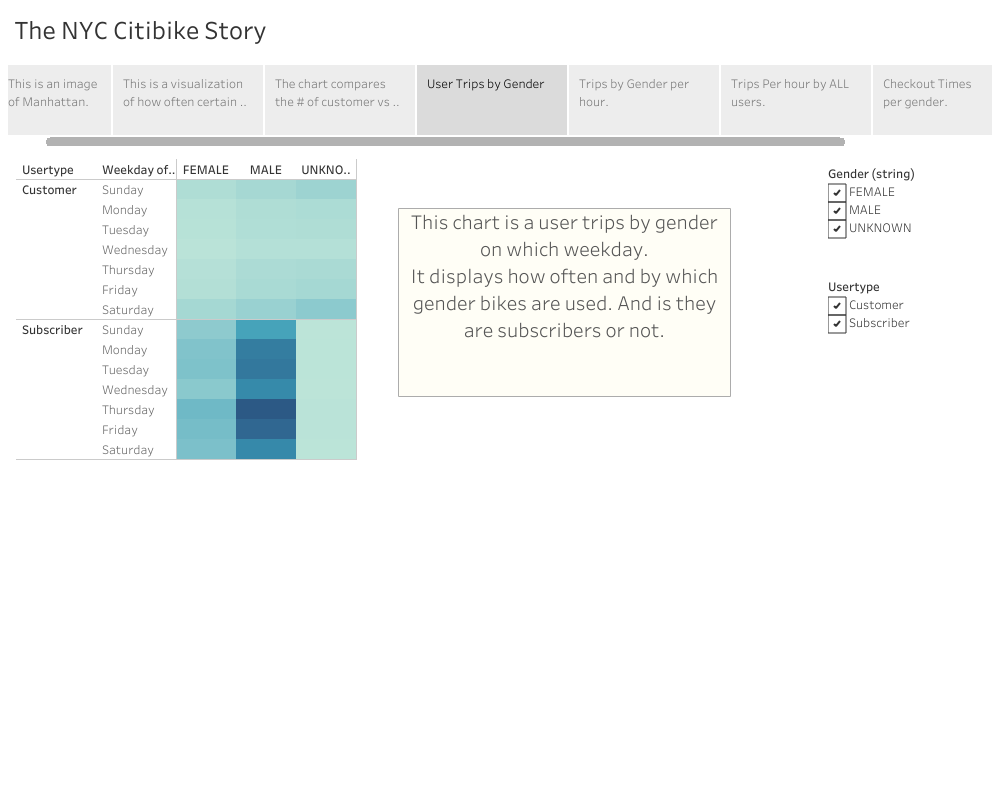 The NYC Citibike Story
This is an image
of Manhattan.
This is a visualization
of how often certain ..
The chart compares
the # of customer vs ..
User Trips by Gender
Trips by Gender per
hour.
Trips Per hour by ALL
users.
Checkout Times
per gender.
Usertype Weekday of.. FEMALE MALE UNKNO..
Customer Sunday
Monday
Tuesday
Wednesday
Thursday
Friday
Saturday
Subscriber Sunday
Monday
Tuesday
Wednesday
Thursday
Friday
Saturday
This chart is a user trips by gender
on which weekday.
It displays how often and by which
gender bikes are used. And is they
are subscribers or not.
Gender (string)
FEMALE
MALE
UNKNOWN
Usertype
Customer
Subscriber